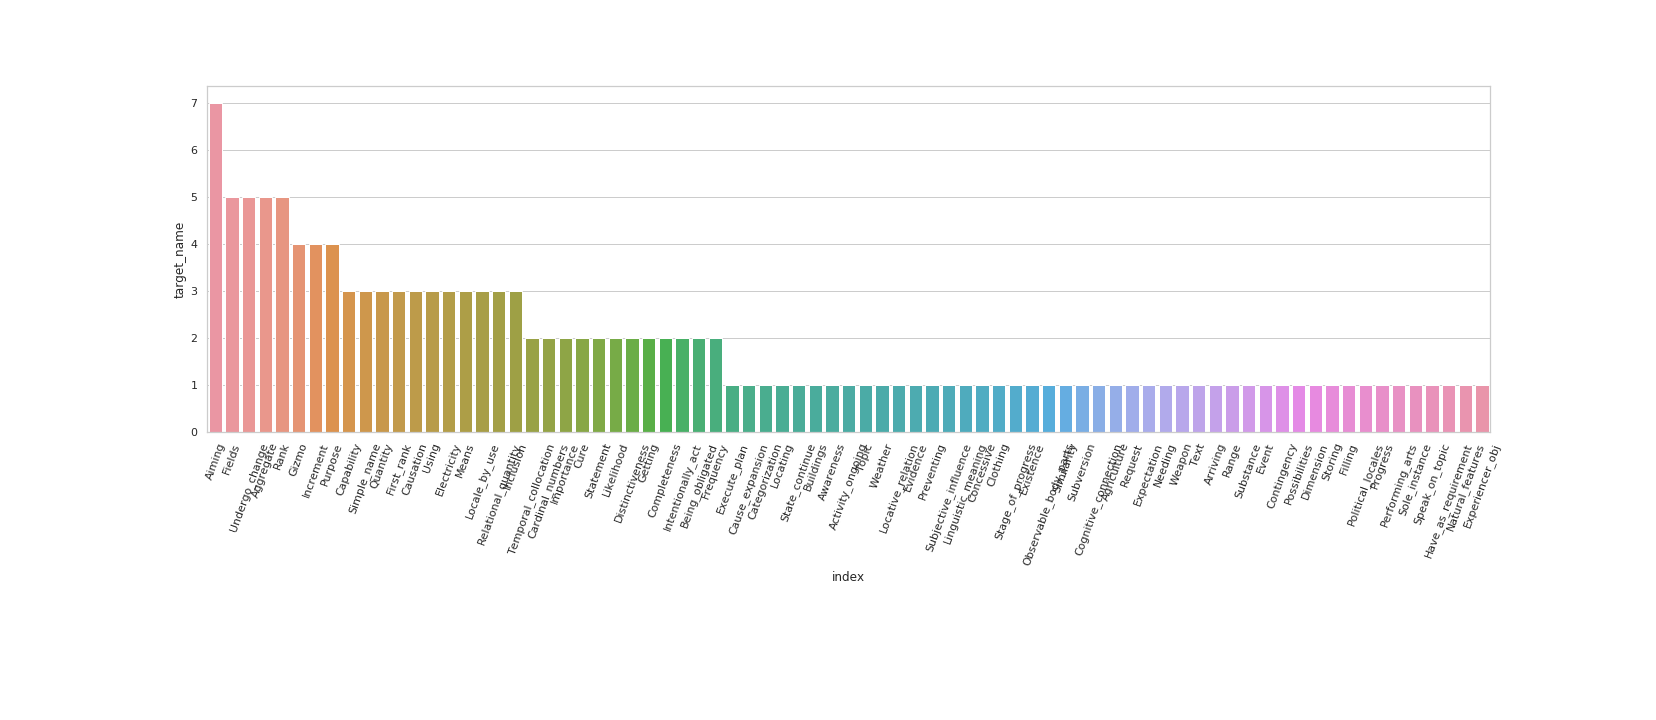 target_name
7
6
5
4
3
2
1
0
Aiming
Fields
Undergo_change
Aggregate
Rank
Gizmo
Increment
Purpose
Capability
Simple_name
Quantity
First_rank
Causation
Using
Electricity
Means
Locale_by_use
Relational_quantity
Inclusion
Temporal_collocation
Cardinal_numbers
Importance
Cure
Statement
Likelihood
Distinctiveness
Getting
Completeness
Intentionally_act
Being_obligated
Frequency
Execute_plan
Cause_expansion
Categorization
Locating
State_continue
Buildings
Awareness
Activity_ongoing
Topic
Weather
Locative_relation
Evidence
Preventing
Subjective_influence
Linguistic_meaning
Concessive
Clothing
Stage_of_progress
Existence
Observable_body_parts
Similarity
Subversion
Cognitive_connection
Agriculture
Request
Expectation
Needing
Weapon
Text
Arriving
Range
Substance
Event
Contingency
Possibilities
Dimension
Storing
Filling
Political_locales
Progress
Performing_arts
Sole_instance
Speak_on_topic
Have_as_requirement
Natural_features
Experiencer_obj
index